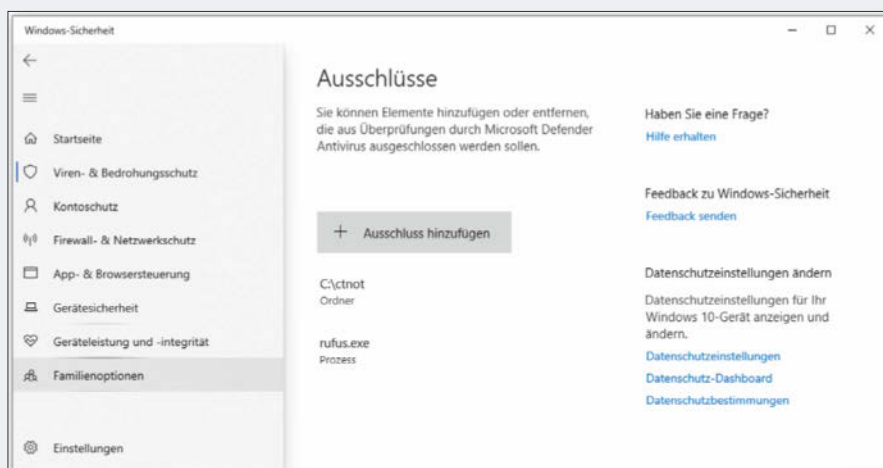 Windows-Sicherheit
Startseite
Viren- & Bedrohungsschutz
Kontoschutz
Firewall- & Netzwerkschutz
App- & Browsersteuerung
Gerätesicherheit
Geräteleistung und -integrität
Familienoptionen
Einstellungen
Ausschlüsse
Sie können Elemente hinzufügen oder entfernen,
die aus Überprüfungen durch Microsoft Defender
Antivirus ausgeschlossen werden sollen.
Ausschluss hinzufügen
C:\ctnot
Ordner
rufus.exe
Prozess
Haben Sie eine Frage?
Hilfe erhalten
Feedback zu Windows-Sicherheit
Feedback senden
Datenschutzeinstellungen ändern
Datenschutzeinstellungen für Ihr
Windows 10-Gerät anzeigen und
ändern.
Datenschutzeinstellungen
Datenschutz-Dashboard
Datenschutzbestimmungen